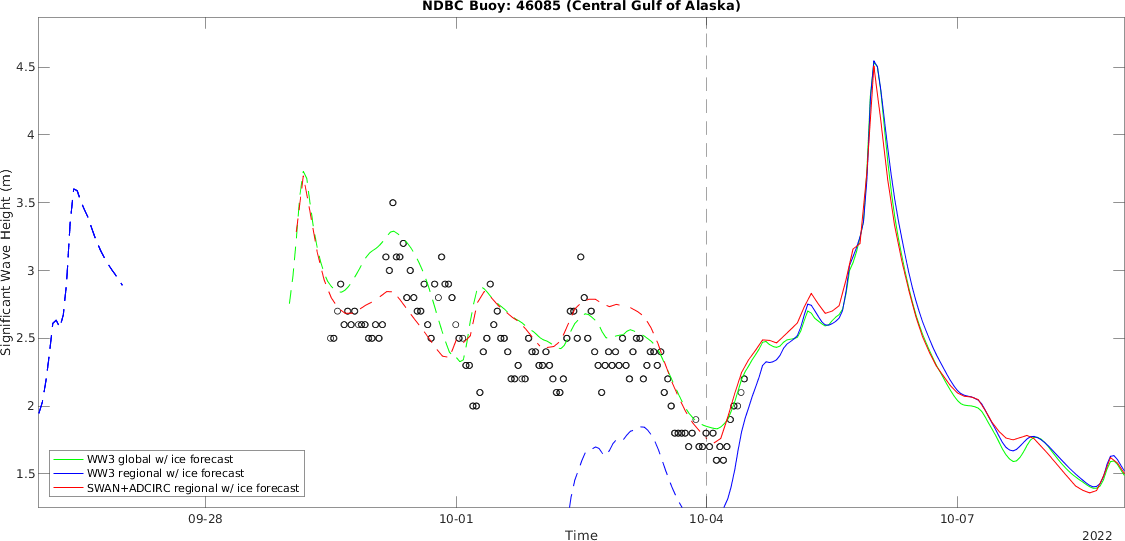 NDBC Buoy: 46085 (Central Gulf of Alaska)
Significant Wave Height (m)
4.5
4
3.5
3
2.5
2
1.5
WW3 global w/ ice forecast
WW3 regional w/ ice forecast
SWAN+ADCIRC regional w/ ice forecast
09-28
10-01
10-04
10-07
Time
2022